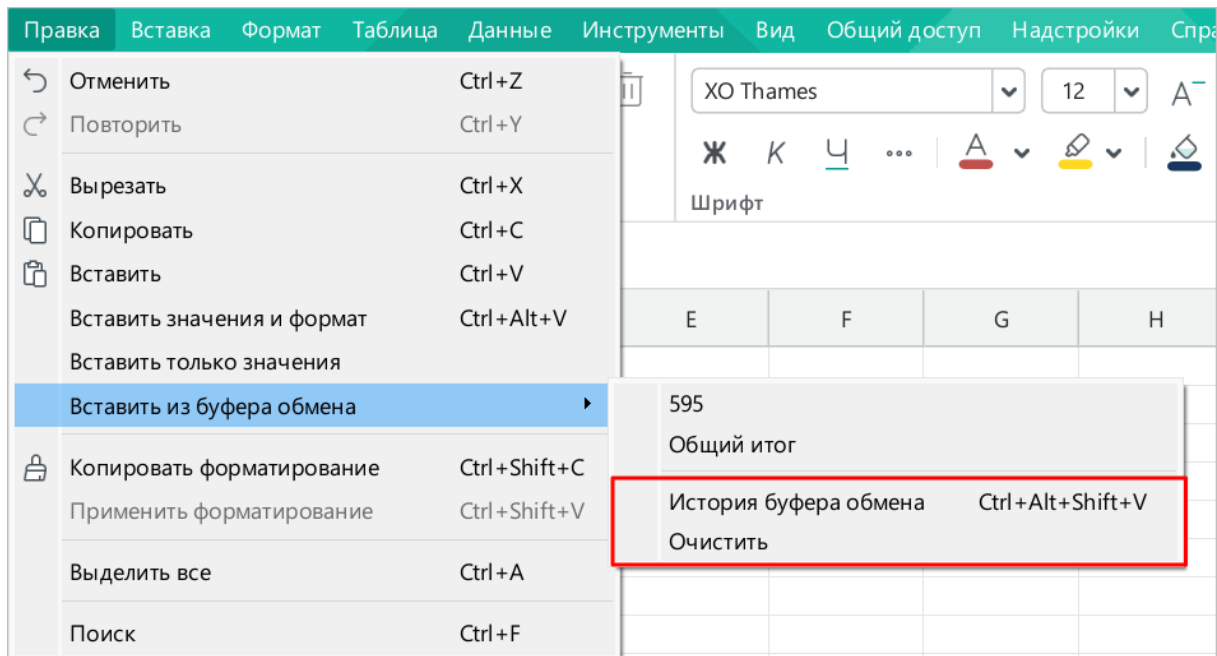 Правка Вставка Формат Таблица Данные Инструменты Вид Общий доступ Надстройки
Отменить Ctrl+Z
Повторить Ctrl+Y
Вырезать Ctrl+X
Копировать Ctrl+C
Вставить Ctrl+V
Вставить значения и формат Ctrl+Alt+V
Вставить только значения
Вставить из буфера обмена
Копировать форматирование Ctrl+Shift+C
Применить форматирование Ctrl+Shift+V
Выделить все Ctrl+A
Поиск Ctrl+F
XO Thames 12 A
Ж К Ч A
Шрифт
E F G H
595
Общий итог
История буфера обмена Ctrl+Alt+Shift+V
Очистить